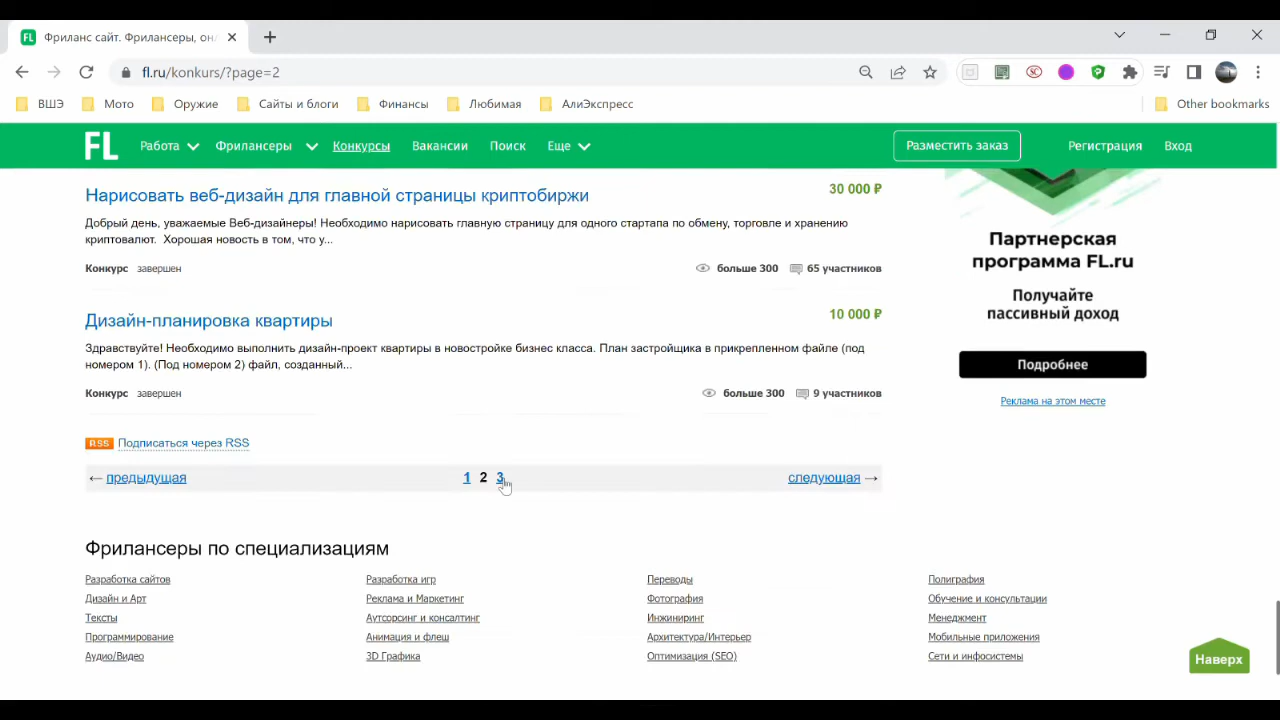 FL Фриланс сайт. Фрилансеры, онл
fl.ru/konkurs/?page=2
ВШЭ Мото Оружие Сайты и блоги Финансы Любимая АлиЭкспресс Other bookmarks
FL Работа Фрилансеры Конкурсы Вакансии Поиск Еще Разместить заказ Регистрация Вход
Нарисовать веб-дизайн для главной страницы криптобиржи 30 000 ₽
Добрый день, уважаемые Веб-дизайнеры! Необходимо нарисовать главную страницу для одного стартапа по обмену, торговле и хранению
криптовалют. Хорошая новость в том, что у...
Конкурс завершен больше 300 65 участников
Дизайн-планировка квартиры 10 000 ₽
Здравствуйте! Необходимо выполнить дизайн-проект квартиры в новостройке бизнес класса. План застройщика в прикрепленном файле (под
номером 1). (Под номером 2) файл, созданный...
Конкурс завершен больше 300 9 участников
RSS Подписаться через RSS
← предыдущая 1 2 3 следующая →
Партнерская
программа FL.ru
Получайте
пассивный доход
Подробнее
Реклама на этом месте
Фрилансеры по специализациям
Разработка сайтов Разработка игр Переводы Полиграфия
Дизайн и Арт Реклама и Маркетинг Фотография Обучение и консультации
Тексты Аутсорсинг и консалтинг Инжиниринг Менеджмент
Программирование Анимация и флеш Архитектура/Интерьер Мобильные приложения
Аудио/Видео 3D Графика Оптимизация (SEO) Сети и инфосистемы
Наверх